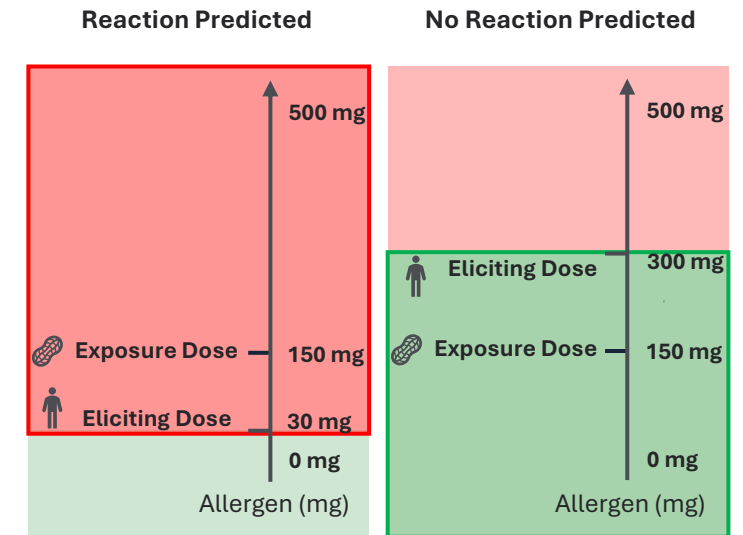 Reaction Predicted
500 mg
Exposure Dose 150 mg
Eliciting Dose 30 mg
0 mg
Allergen (mg)
No Reaction Predicted
500 mg
Eliciting Dose 300 mg
Exposure Dose 150 mg
0 mg
Allergen (mg)